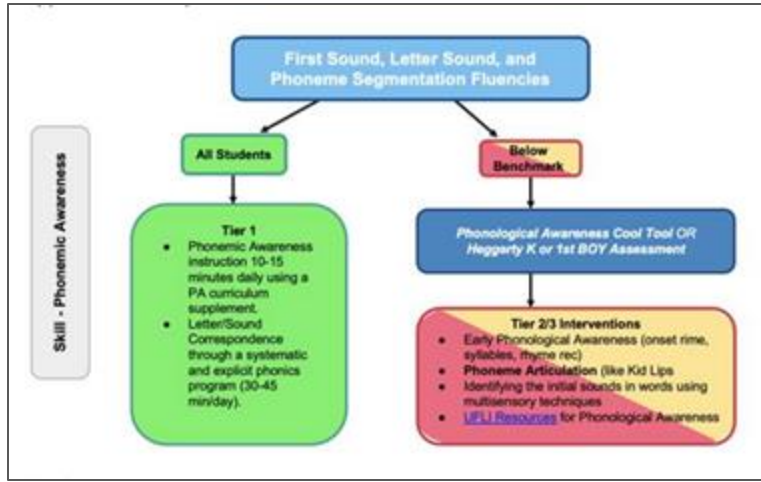 First Sound, Letter Sound, and
Phoneme Segmentation Fluencies
Skill - Phonemic Awareness
All Students
Below
Benchmark
Tier 1
● Phonemic Awareness
instruction 10-15
minutes daily using a
PA curriculum
supplement.
● Letter/Sound
Correspondence
through a systematic
and explicit phonics
program (30-45
min/day).
Phonological Awareness Cool Tool OR
Heggerty K or 1st BOY Assessment
Tier 2/3 Interventions
● Early Phonological Awareness (onset rime,
syllables, rhyme rec)
● Phoneme Articulation (like Kid Lips
● Identifying the initial sounds in words using
multisensory techniques
● UFLI Resources for Phonological Awareness